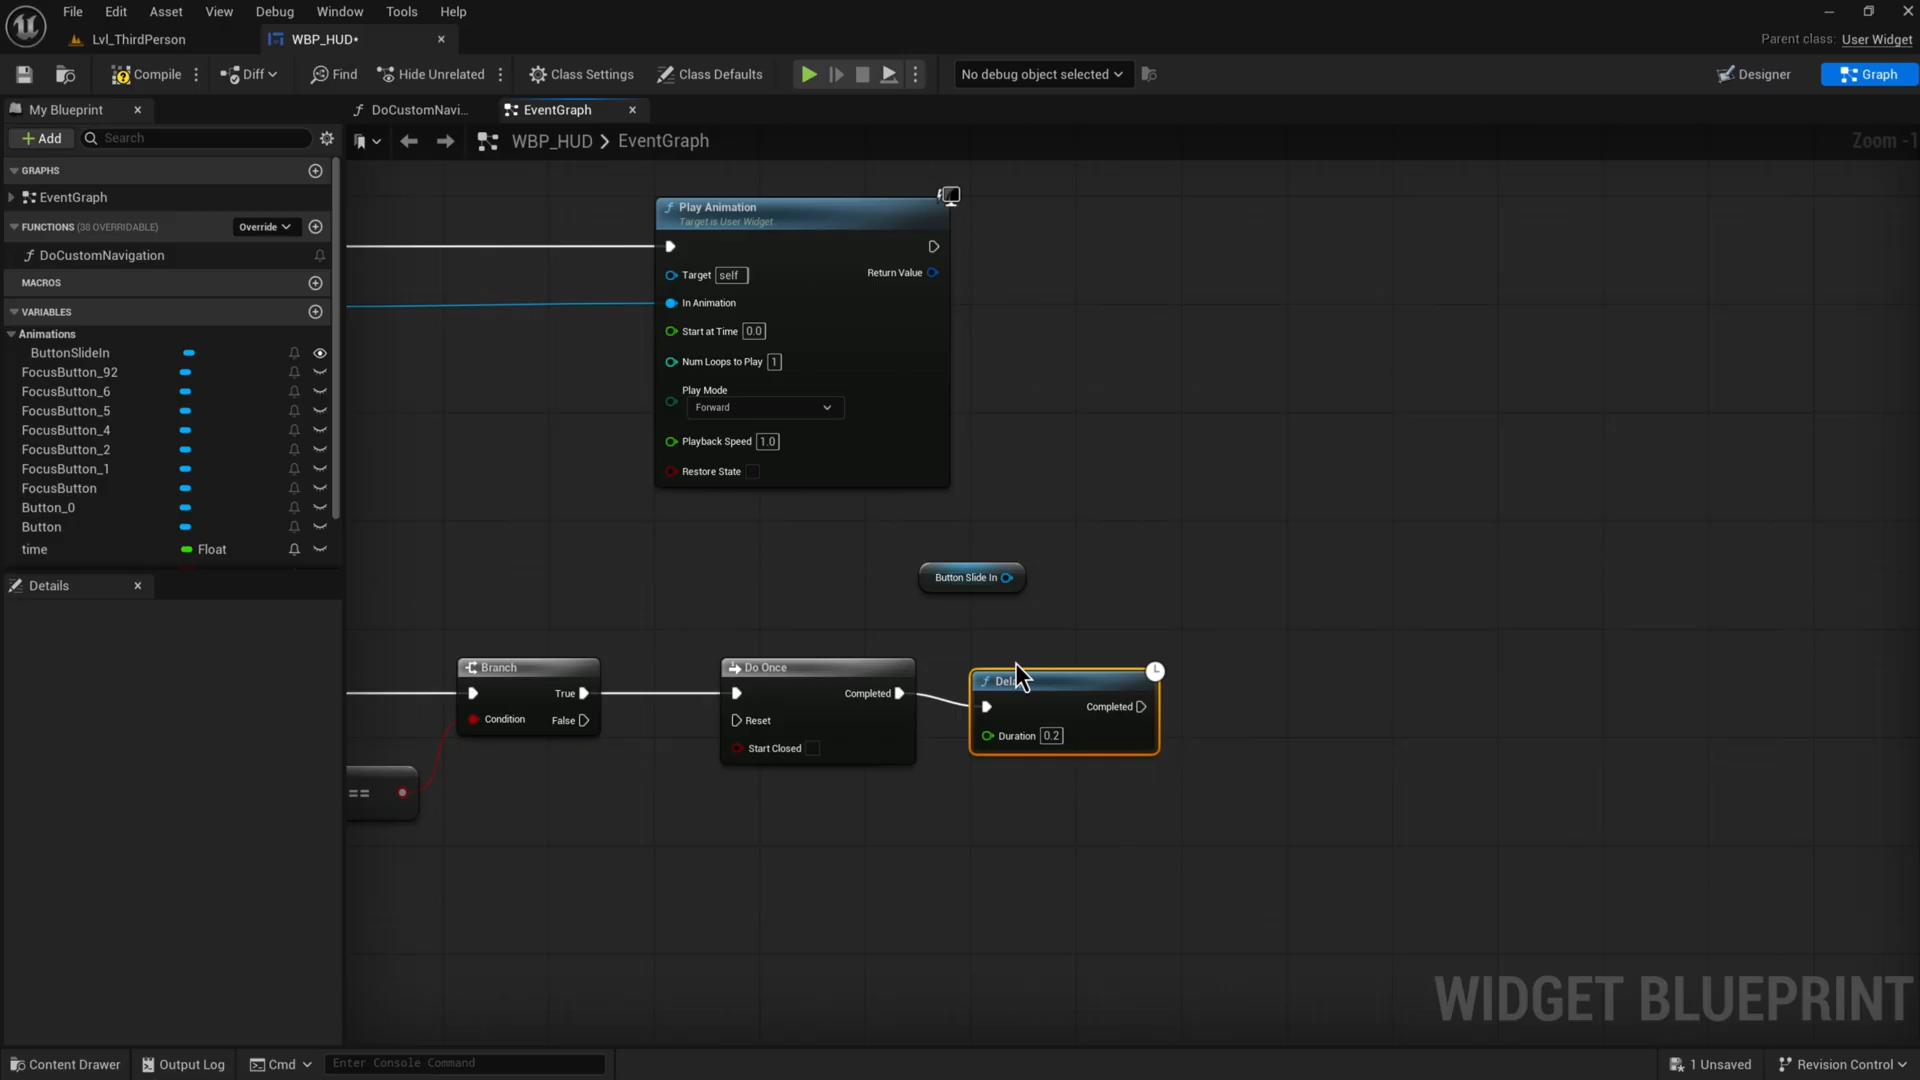 File Edit Asset View Debug Window Tools Help
Lvl_ThirdPerson
WBP_HUD•
Parent class: User Widget
Compile
Diff
Find
Hide Unrelated
Class Settings
Class Defaults
No debug object selected
Designer
Graph
My Blueprint
DoCustomNavi...
EventGraph
Add
Search
WBP_HUD > EventGraph
Zoom -1
GRAPHS
EventGraph
FUNCTIONS (38 OVERRIDABLE)
Override
DoCustomNavigation
MACROS
VARIABLES
Animations
ButtonSlideIn
FocusButton_92
FocusButton_6
FocusButton_5
FocusButton_4
FocusButton_2
FocusButton_1
FocusButton
Button_0
Button
time Float
Details
Play Animation
Target is User Widget
Target self
Return Value
In Animation
Start at Time 0.0
Num Loops to Play 1
Play Mode
Forward
Playback Speed 1.0
Restore State
Button Slide In
Branch
True
Condition
False
==
Do Once
Completed
Reset
Start Closed
Completed
Duration 0.2
WIDGET BLUEPRINT
Content Drawer
Output Log
Cmd
Enter Console Command
1 Unsaved
Revision Control